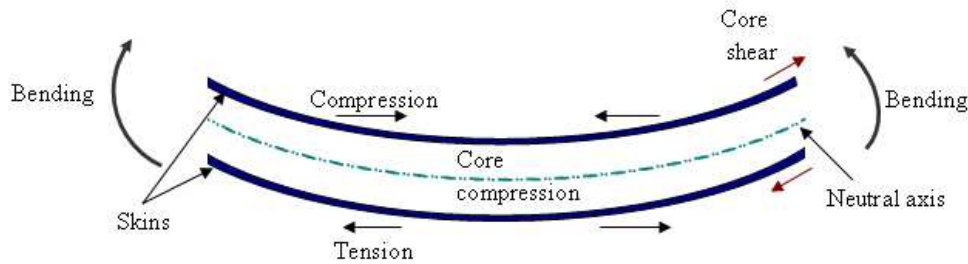 Core
shear
Bending
Compression
Bending
Core
compression
Skins
Neutral axis
Tension